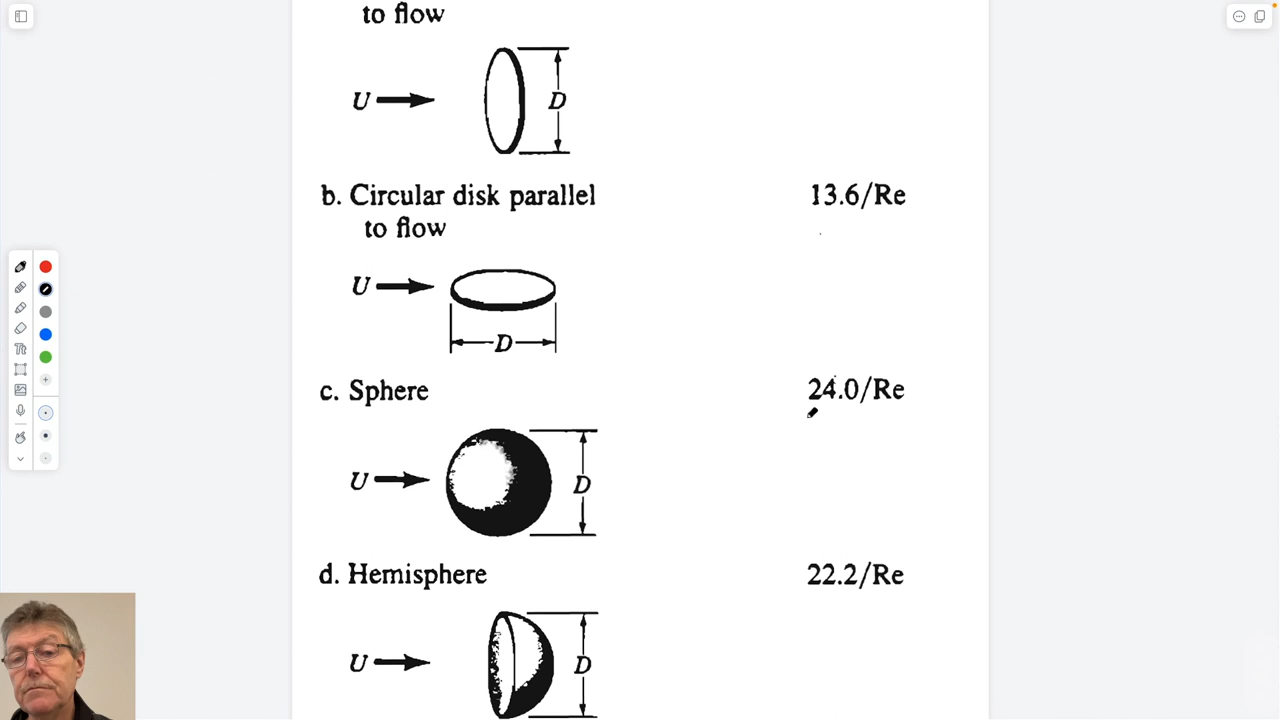 to flow
U D
b. Circular disk parallel 13.6/Re
to flow
U
D
c. Sphere 24.0/Re
U D
d. Hemisphere 22.2/Re
U D